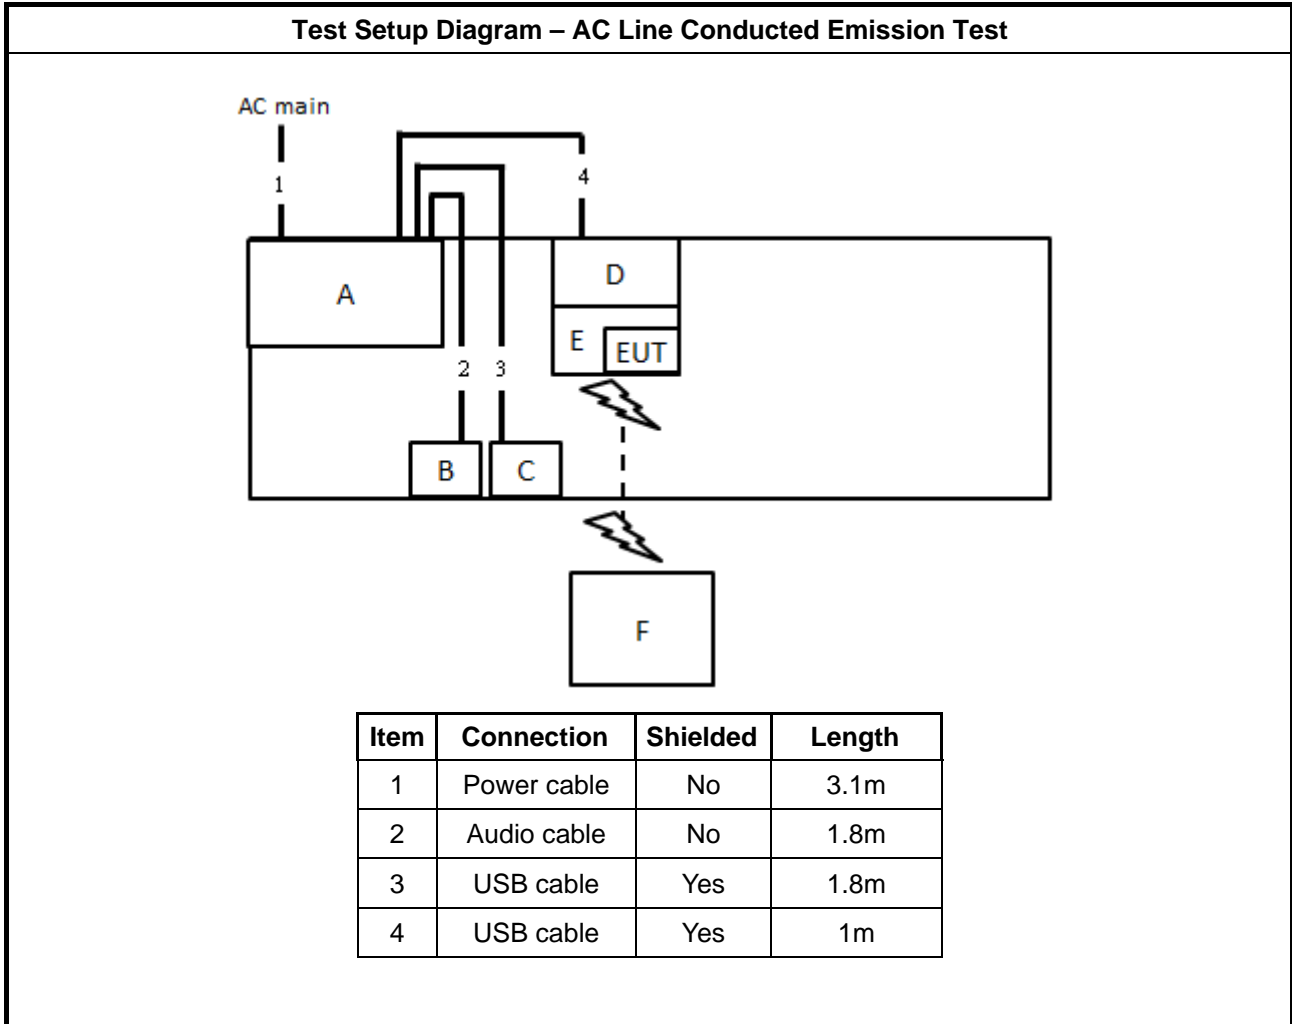 Test Setup Diagram – AC Line Conducted Emission Test
AC main
1
4
A
D
E
EUT
2 3
B
C
F
Item Connection Shielded Length
1 Power cable No 3.1m
2 Audio cable No 1.8m
3 USB cable Yes 1.8m
4 USB cable Yes 1m